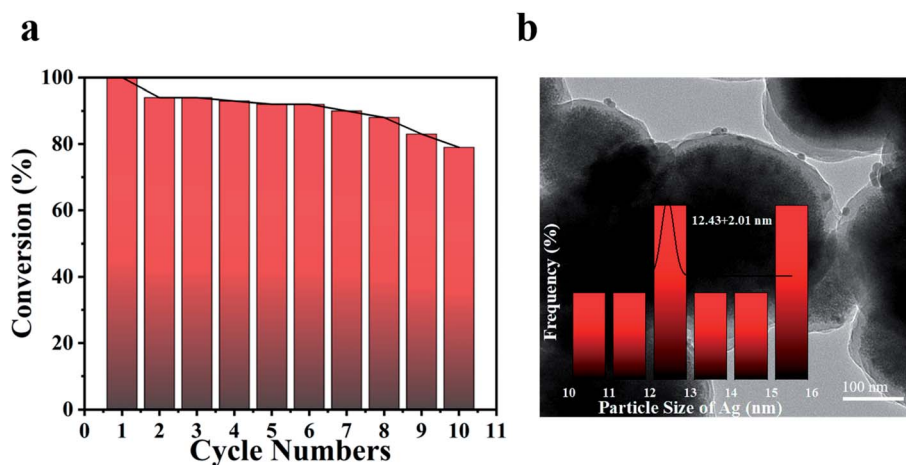 a
b
100
80
60
40
20
0
Conversion (%)
0 1 2 3 4 5 6 7 8 9 10 11
Cycle Numbers
12.43+2.01 nm
Frequency (%)
10 11 12 13 14 15 16
Particle Size of Ag (nm)
100 nm